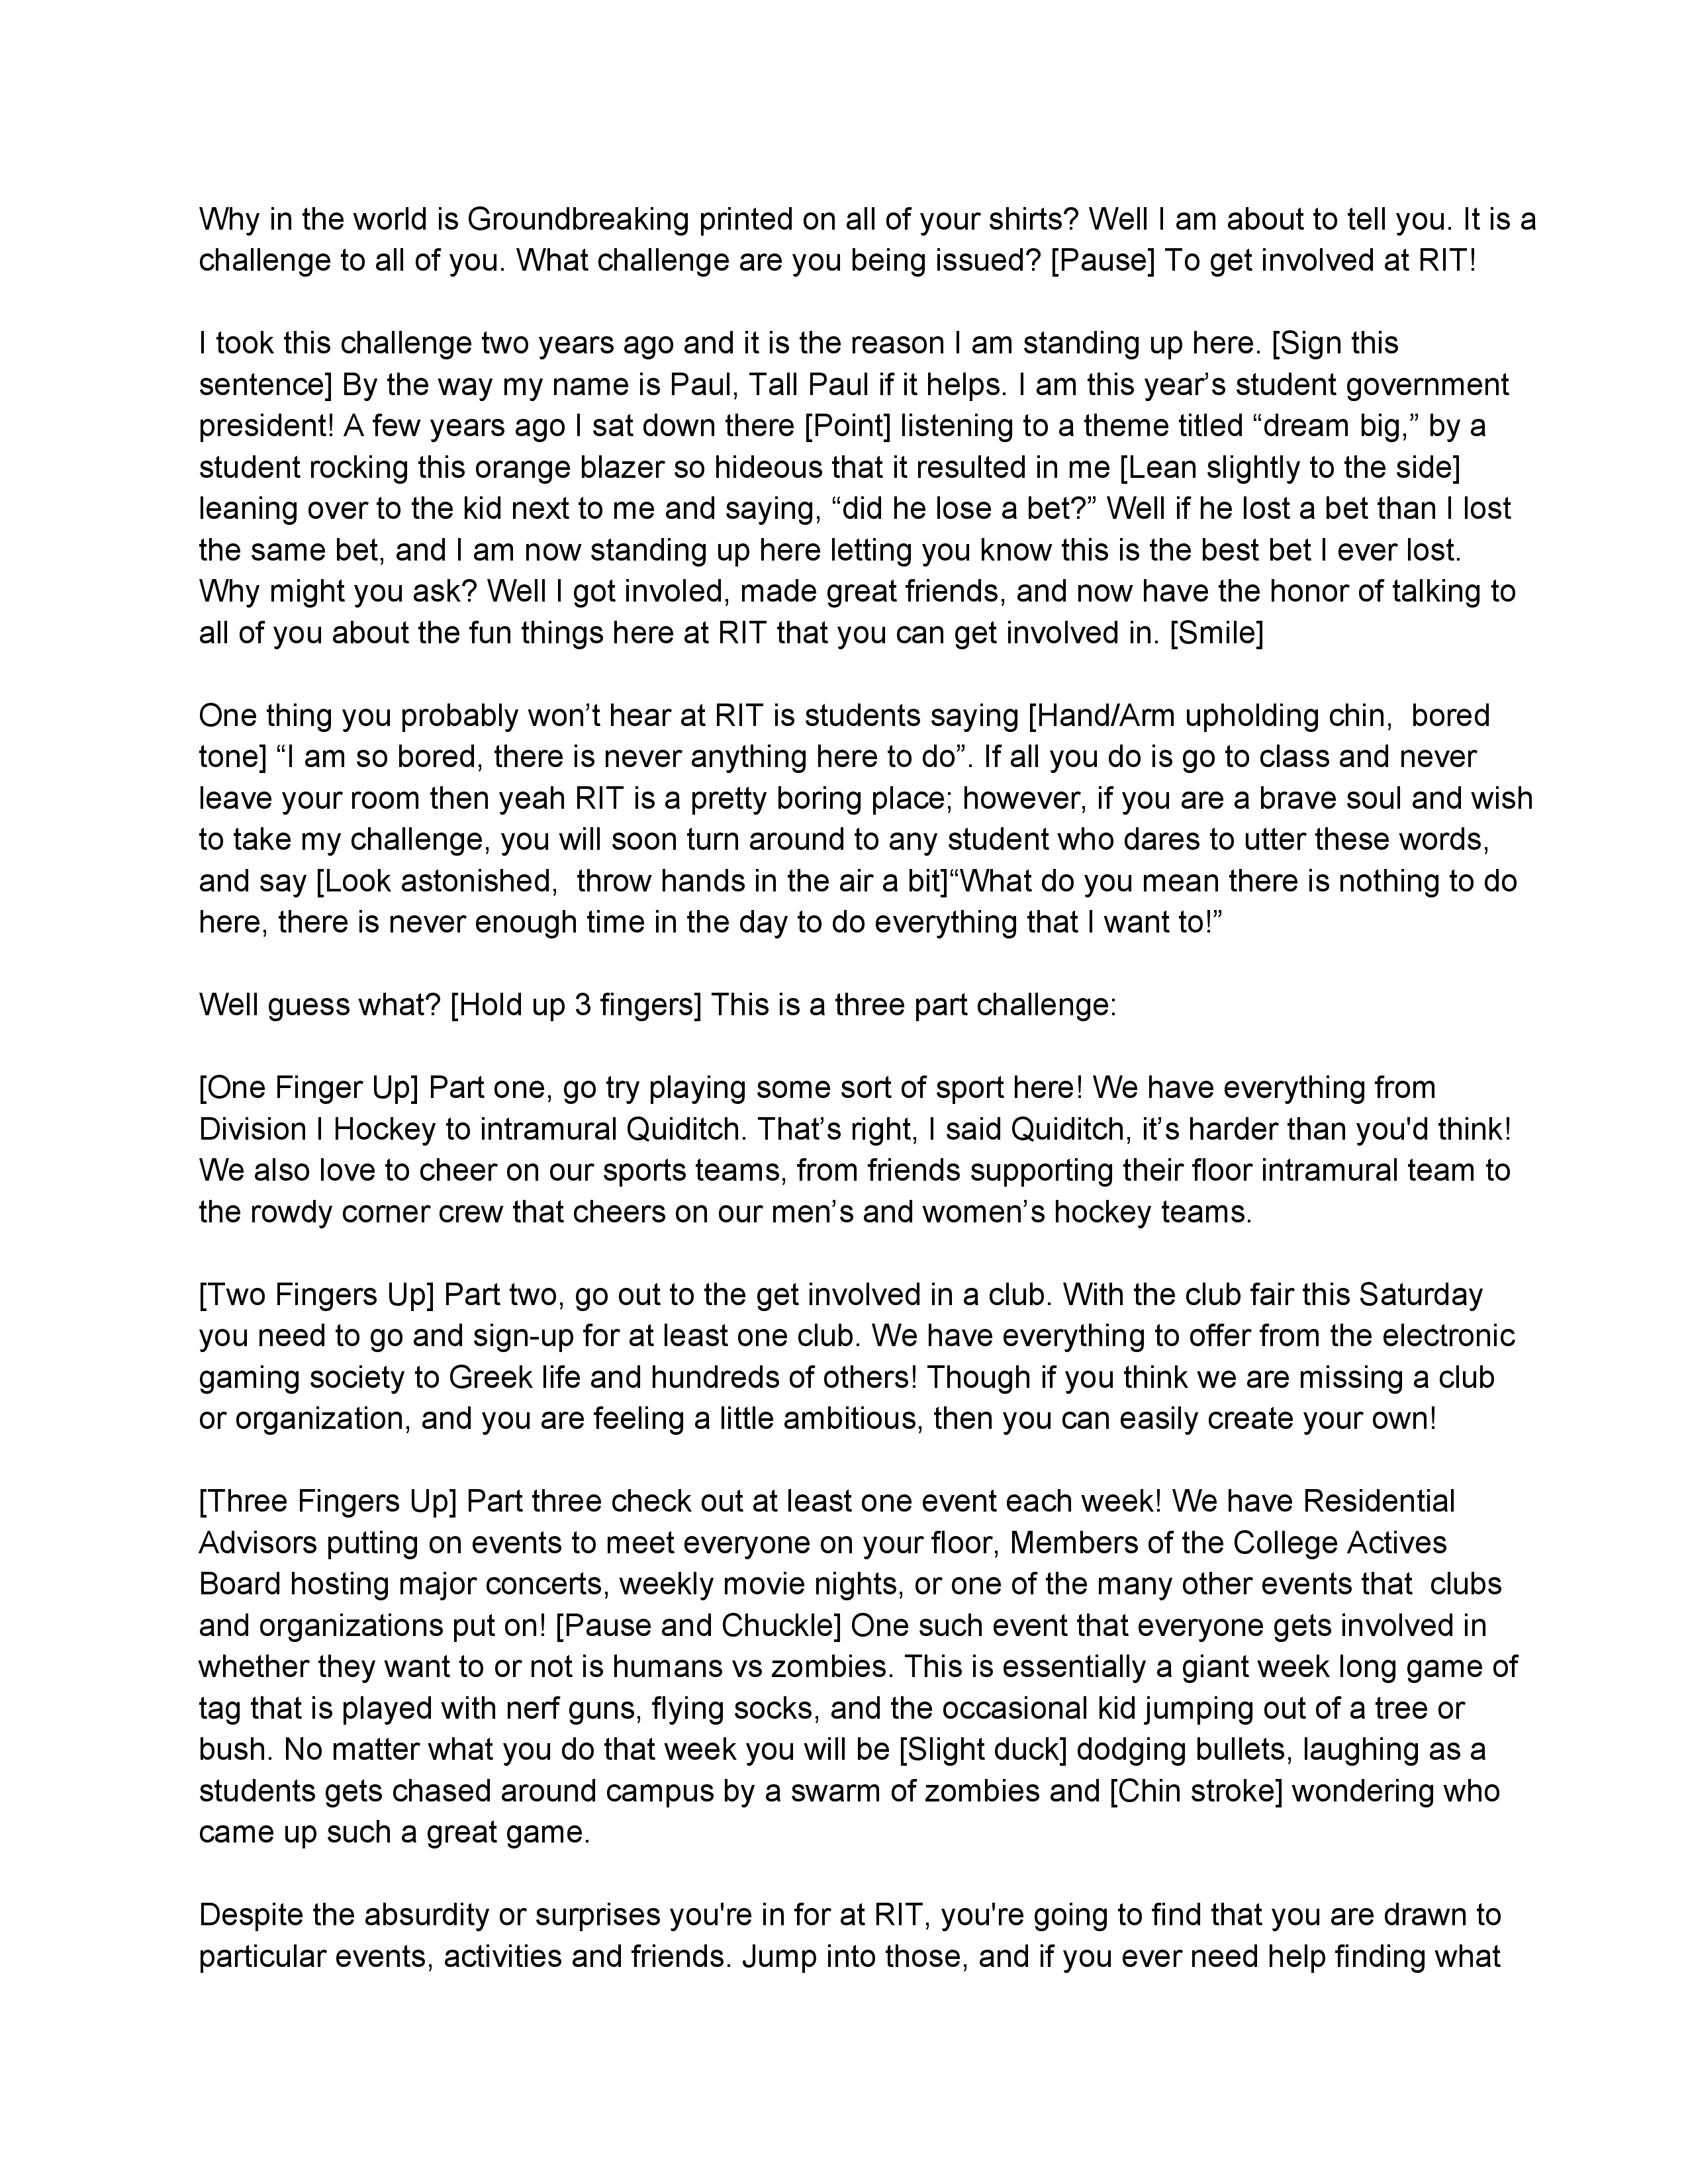 Why in the world is Groundbreaking printed on all of your shirts? Well I am about to tell you. It is a
challenge to all of you. What challenge are you being issued? [Pause] To get involved at RIT!
I took this challenge two years ago and it is the reason I am standing up here. [Sign this
sentence] By the way my name is Paul, Tall Paul if it helps. I am this year’s student government
president! A few years ago I sat down there [Point] listening to a theme titled “dream big,” by a
student rocking this orange blazer so hideous that it resulted in me [Lean slightly to the side]
leaning over to the kid next to me and saying, “did he lose a bet?” Well if he lost a bet than I lost
the same bet, and I am now standing up here letting you know this is the best bet I ever lost.
Why might you ask? Well I got involed, made great friends, and now have the honor of talking to
all of you about the fun things here at RIT that you can get involved in. [Smile]
One thing you probably won’t hear at RIT is students saying [Hand/Arm upholding chin,  bored
tone] “I am so bored, there is never anything here to do”. If all you do is go to class and never
leave your room then yeah RIT is a pretty boring place; however, if you are a brave soul and wish
to take my challenge, you will soon turn around to any student who dares to utter these words,
and say [Look astonished,  throw hands in the air a bit]“What do you mean there is nothing to do
here, there is never enough time in the day to do everything that I want to!”
Well guess what? [Hold up 3 fingers] This is a three part challenge:
[One Finger Up] Part one, go try playing some sort of sport here! We have everything from
Division I Hockey to intramural Quiditch. That’s right, I said Quiditch, it’s harder than you'd think!
We also love to cheer on our sports teams, from friends supporting their floor intramural team to
the rowdy corner crew that cheers on our men’s and women’s hockey teams.
[Two Fingers Up] Part two, go out to the get involved in a club. With the club fair this Saturday
you need to go and sign-up for at least one club. We have everything to offer from the electronic
gaming society to Greek life and hundreds of others! Though if you think we are missing a club
or organization, and you are feeling a little ambitious, then you can easily create your own!
[Three Fingers Up] Part three check out at least one event each week! We have Residential
Advisors putting on events to meet everyone on your floor, Members of the College Actives
Board hosting major concerts, weekly movie nights, or one of the many other events that  clubs
and organizations put on! [Pause and Chuckle] One such event that everyone gets involved in
whether they want to or not is humans vs zombies. This is essentially a giant week long game of
tag that is played with nerf guns, flying socks, and the occasional kid jumping out of a tree or
bush. No matter what you do that week you will be [Slight duck] dodging bullets, laughing as a
students gets chased around campus by a swarm of zombies and [Chin stroke] wondering who
came up such a great game.
Despite the absurdity or surprises you're in for at RIT, you're going to find that you are drawn to
particular events, activities and friends. Jump into those, and if you ever need help finding what